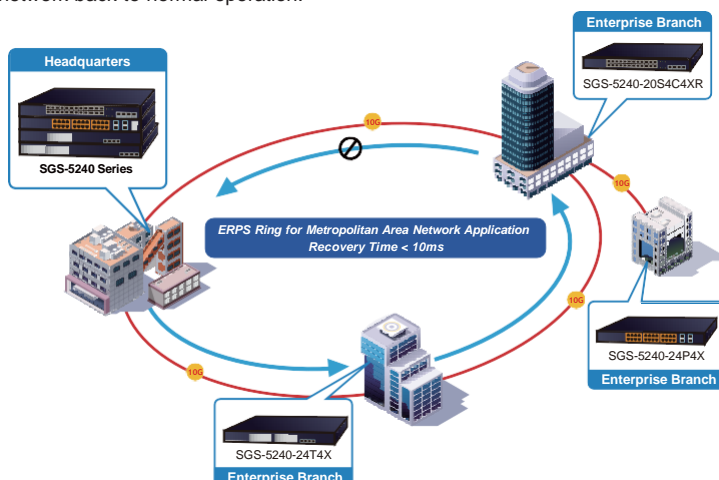 network back to normal operation.
Enterprise Branch
SGS-5240-20S4C4XR
Headquarters
SGS-5240 Series
10G
10G
ERPS Ring for Metropolitan Area Network Application
Recovery Time < 10ms
10G
10G
SGS-5240-24P4X
Enterprise Branch
SGS-5240-24T4X
Enterprise Branch